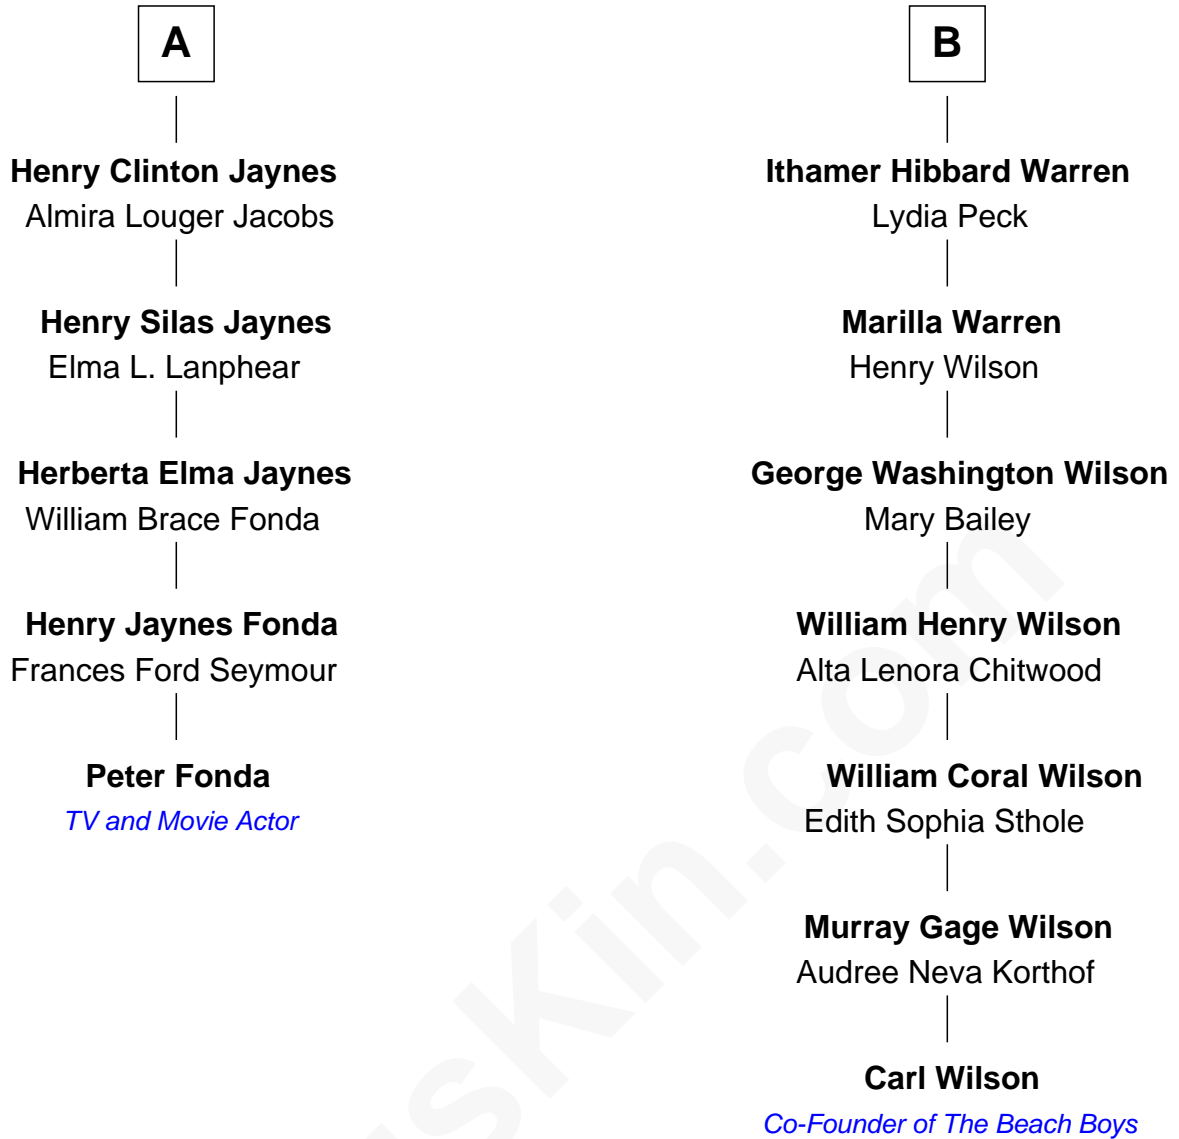 A
Henry Clinton Jaynes
Almira Louger Jacobs
Henry Silas Jaynes
Elma L. Lanphear
Herberta Elma Jaynes
William Brace Fonda
Henry Jaynes Fonda
Frances Ford Seymour
Peter Fonda
TV and Movie Actor
B
Ithamer Hibbard Warren
Lydia Peck
Marilla Warren
Henry Wilson
George Washington Wilson
Mary Bailey
William Henry Wilson
Alta Lenora Chitwood
William Coral Wilson
Edith Sophia Sthole
Murray Gage Wilson
Audree Neva Korthof
Carl Wilson
Co-Founder of The Beach Boys
usKin.com